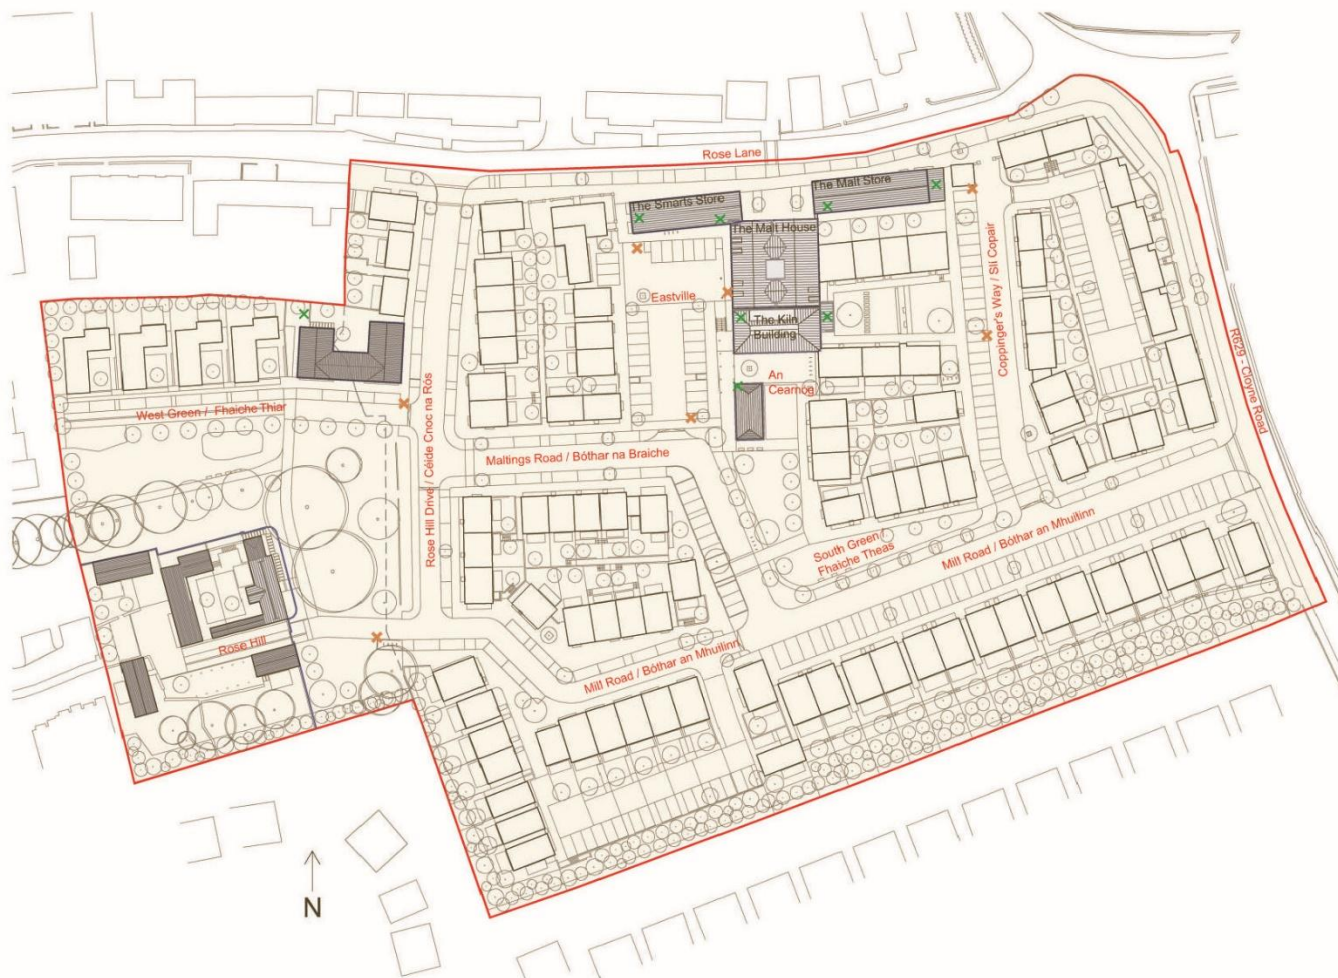 Rose Lane
The Smarts Store
The Malt Store
The Malt House
Eastville
The Kiln
Building
An
Cearnog
Coppinger's Way / Slí Copair
R629 - Cloyne Road
West Green / Fhaiche Thiar
Rose Hill Drive / Céide Cnoc na Rós
Maltings Road / Bóthar na Braiche
South Green
Fhaiche Theas
Mill Road / Bóthar an Mhuilinn
Rose Hill
Mill Road / Bóthar an Mhuilinn
N